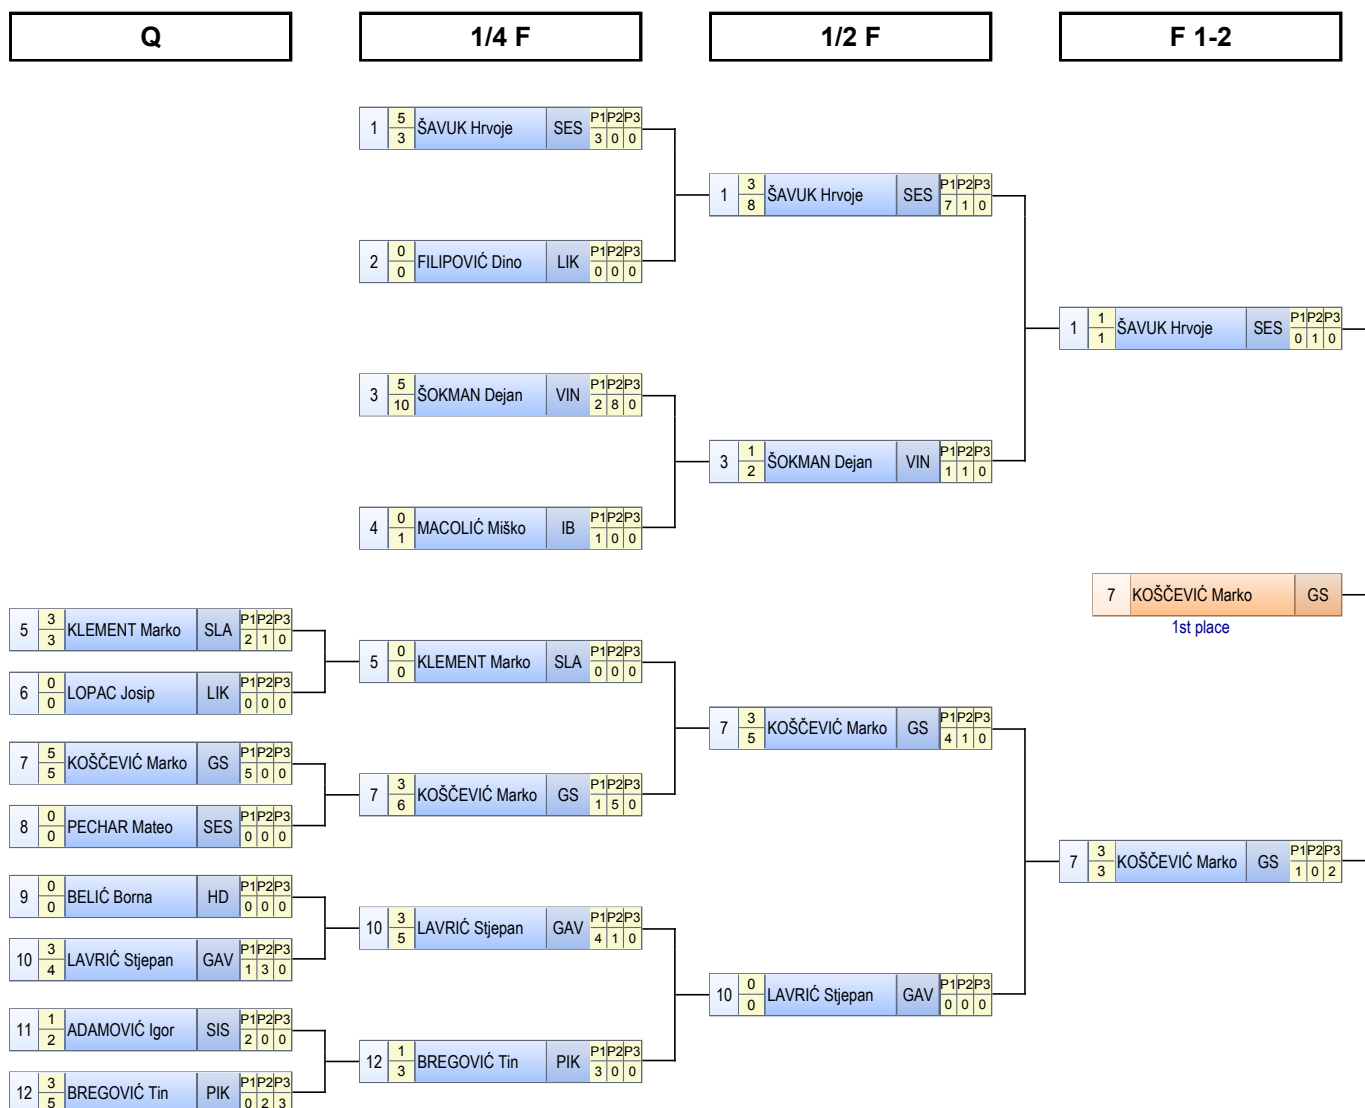 Q 1/4 F 1/2 F F 1-2
1 5 3 ŠAVUK Hrvoje SES P1 P2 P3 3 0 0
1 3 8 ŠAVUK Hrvoje SES P1 P2 P3 7 1 0
2 0 0 FILIPOVIĆ Dino LIK P1 P2 P3 0 0 0
1 1 1 ŠAVUK Hrvoje SES P1 P2 P3 0 1 0
3 5 10 ŠOKMAN Dejan VIN P1 P2 P3 2 8 0
3 1 2 ŠOKMAN Dejan VIN P1 P2 P3 1 1 0
4 0 1 MACOLIĆ Miško IB P1 P2 P3 1 0 0
7 KOŠČEVIĆ Marko GS
1st place
5 3 3 KLEMENT Marko SLA P1 P2 P3 2 1 0
5 0 0 KLEMENT Marko SLA P1 P2 P3 0 0 0
6 0 0 LOPAC Josip LIK P1 P2 P3 0 0 0
7 3 5 KOŠČEVIĆ Marko GS P1 P2 P3 4 1 0
7 5 5 KOŠČEVIĆ Marko GS P1 P2 P3 5 0 0
7 3 6 KOŠČEVIĆ Marko GS P1 P2 P3 1 5 0
8 0 0 PECHAR Mateo SES P1 P2 P3 0 0 0
7 3 3 KOŠČEVIĆ Marko GS P1 P2 P3 1 0 2
9 0 0 BELIĆ Borna HD P1 P2 P3 0 0 0
10 3 5 LAVRIĆ Stjepan GAV P1 P2 P3 4 1 0
10 3 4 LAVRIĆ Stjepan GAV P1 P2 P3 1 3 0
10 0 0 LAVRIĆ Stjepan GAV P1 P2 P3 0 0 0
11 1 2 ADAMOVIĆ Igor SIS P1 P2 P3 2 0 0
12 1 3 BREGOVIĆ Tin PIK P1 P2 P3 3 0 0
12 3 5 BREGOVIĆ Tin PIK P1 P2 P3 0 2 3